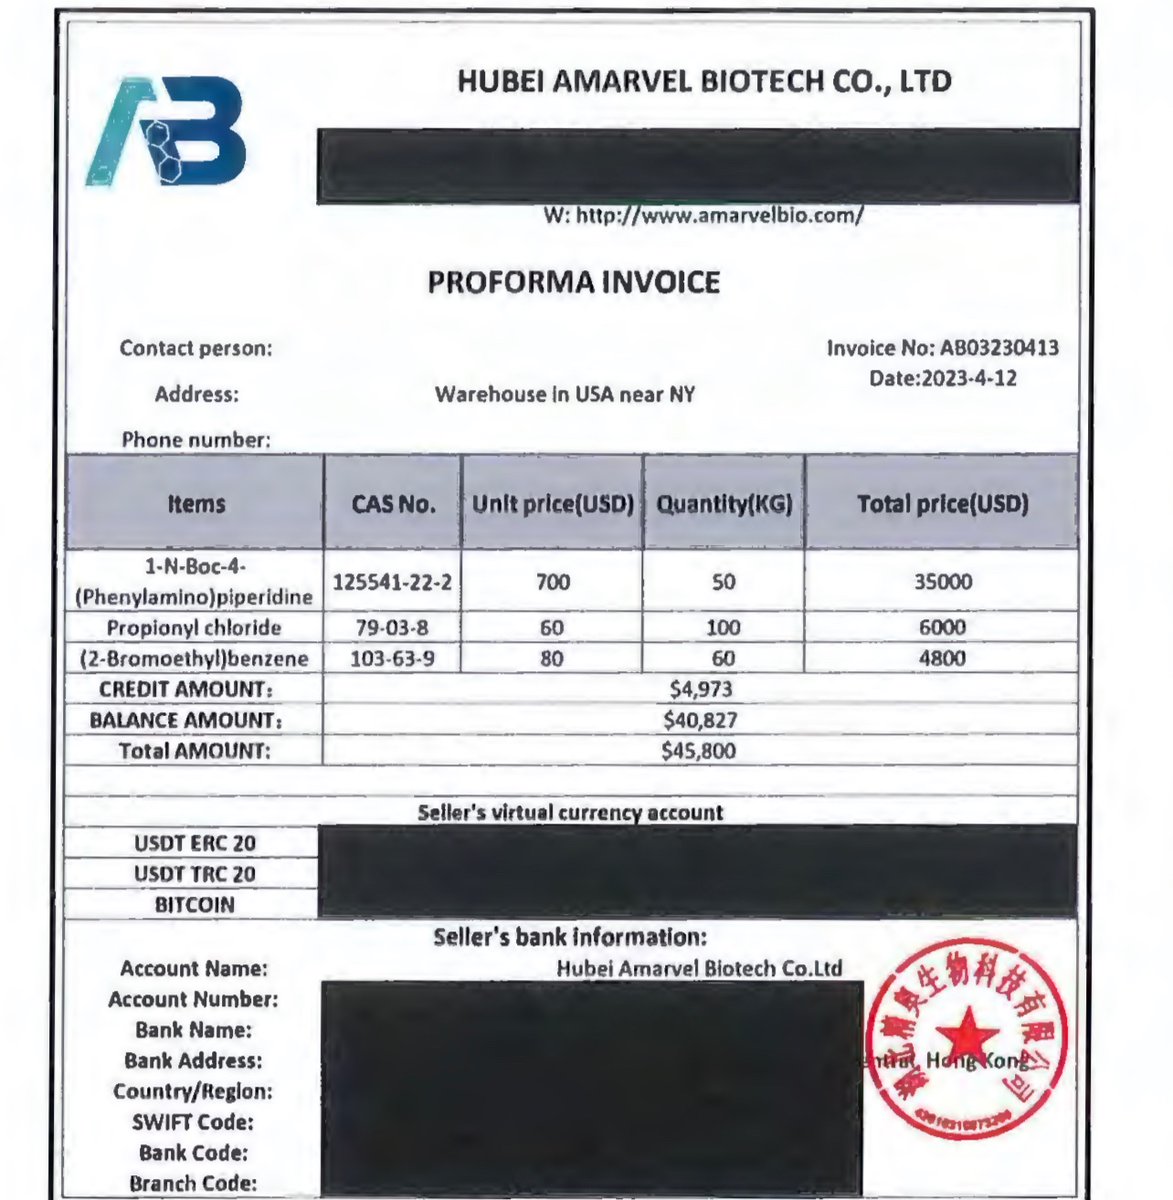 AB
HUBEI AMARVEL BIOTECH CO., LTD
W: http://www.amarvelbio.com/
PROFORMA INVOICE
Contact person:
Invoice No: AB03230413
Date:2023-4-12
Address: Warehouse in USA near NY
Phone number:
Items CAS No. Unit price(USD) Quantity(KG) Total price(USD)
1-N-Boc-4-
(Phenylamino)piperidine 125541-22-2 700 50 35000
Propionyl chloride 79-03-8 60 100 6000
(2-Bromoethyl)benzene 103-63-9 80 60 4800
CREDIT AMOUNT: $4,973
BALANCE AMOUNT: $40,827
Total AMOUNT: $45,800
Seller's virtual currency account
USDT ERC 20
USDT TRC 20
BITCOIN
Seller's bank information:
Account Name: Hubei Amarvel Biotech Co.Ltd
Account Number:
Bank Name:
Bank Address: entral, Hong Kong
Country/Region:
SWIFT Code:
Bank Code:
Branch Code:
湖北精奥生物科技有限公司